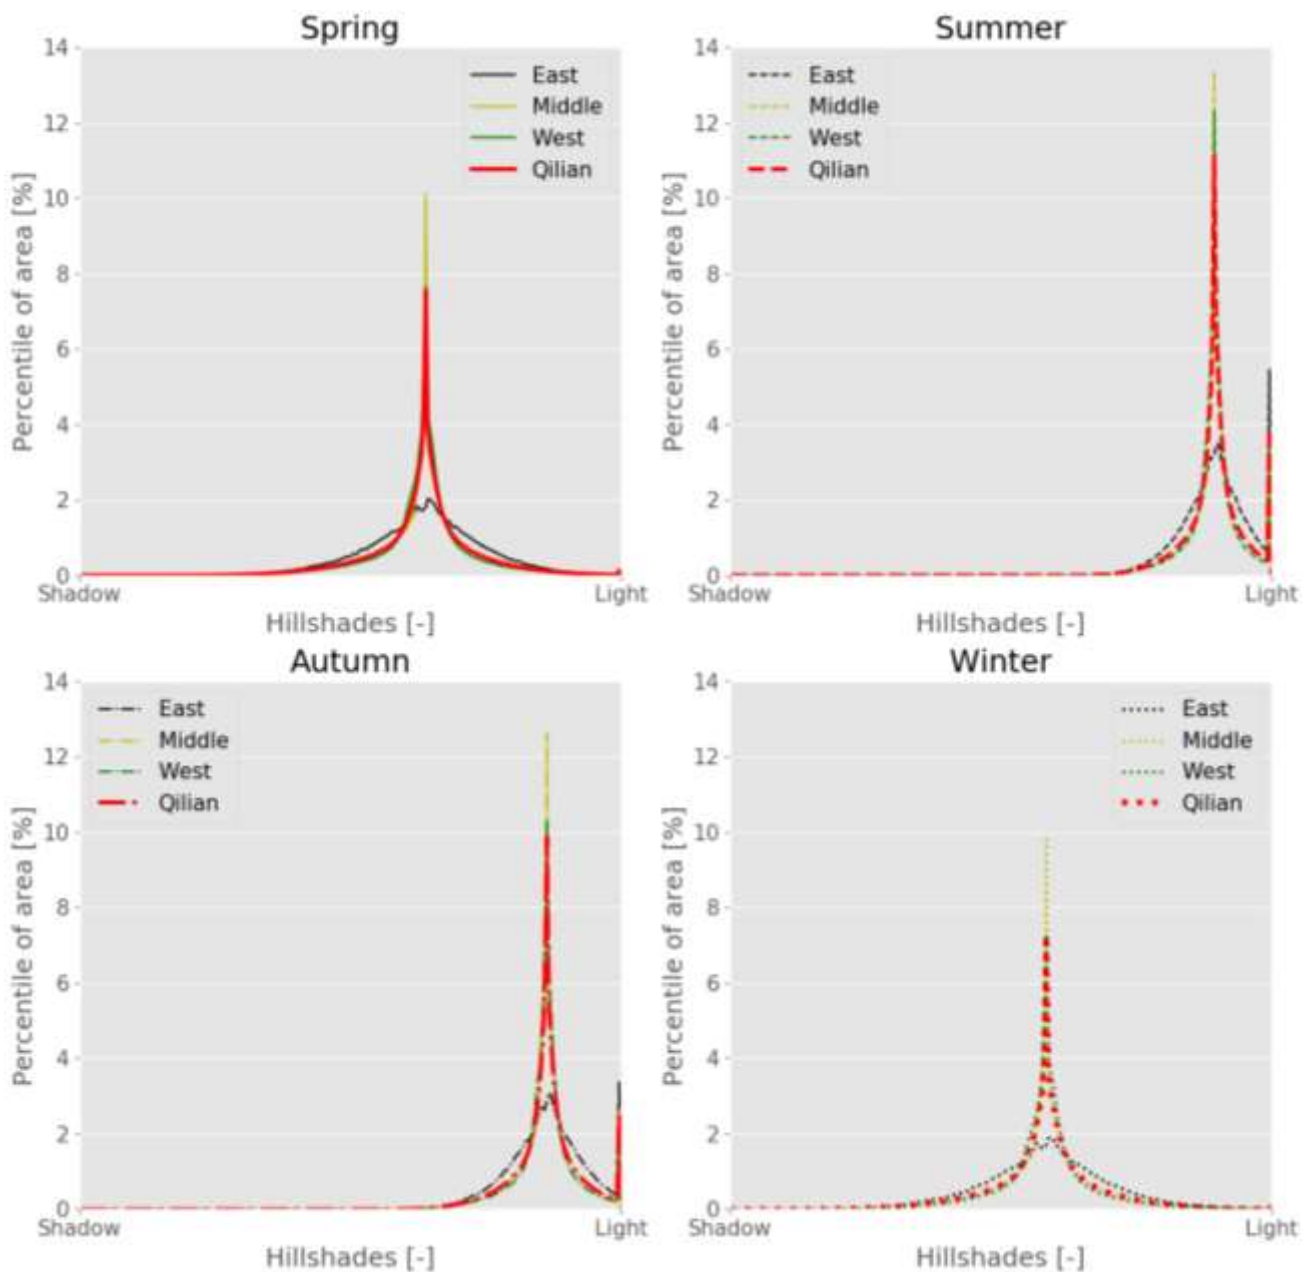 Spring
14
12
10
8
6
4
2
0
Percentile of area [%]
East
Middle
West
Qilian
Shadow
Light
Hillshades [-]
Summer
14
12
10
8
6
4
2
0
Percentile of area [%]
East
Middle
West
Qilian
Shadow
Light
Hillshades [-]
Autumn
14
12
10
8
6
4
2
0
Percentile of area [%]
East
Middle
West
Qilian
Shadow
Light
Hillshades [-]
Winter
14
12
10
8
6
4
2
0
Percentile of area [%]
East
Middle
West
Qilian
Shadow
Light
Hillshades [-]